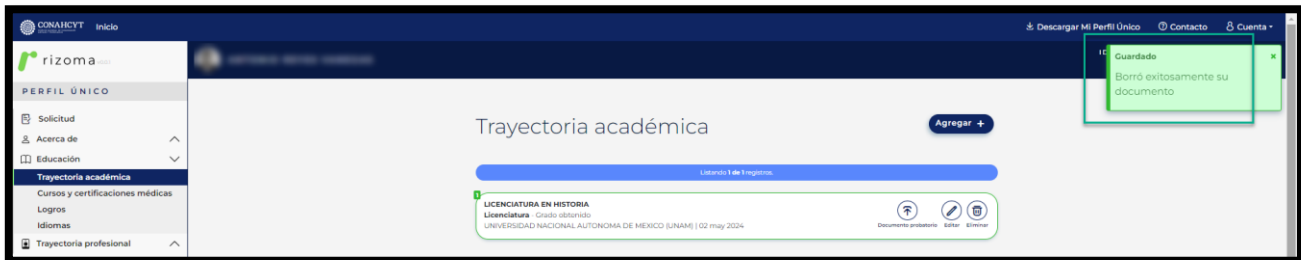 CONAHCYT Inicio
Descargar Mi Perfil Único Contacto Cuenta
rizoma
Guardado ×
Borró exitosamente su
documento
PERFIL ÚNICO
Solicitud
Acerca de
Educación
Trayectoria académica
Cursos y certificaciones médicas
Logros
Idiomas
Trayectoria profesional
Trayectoria académica
Agregar +
Listando 1 de 1 registros.
1
LICENCIATURA EN HISTORIA
Licenciatura - Grado obtenido
UNIVERSIDAD NACIONAL AUTONOMA DE MEXICO (UNAM) | 02 may 2024
Documento probatorio Editar Eliminar